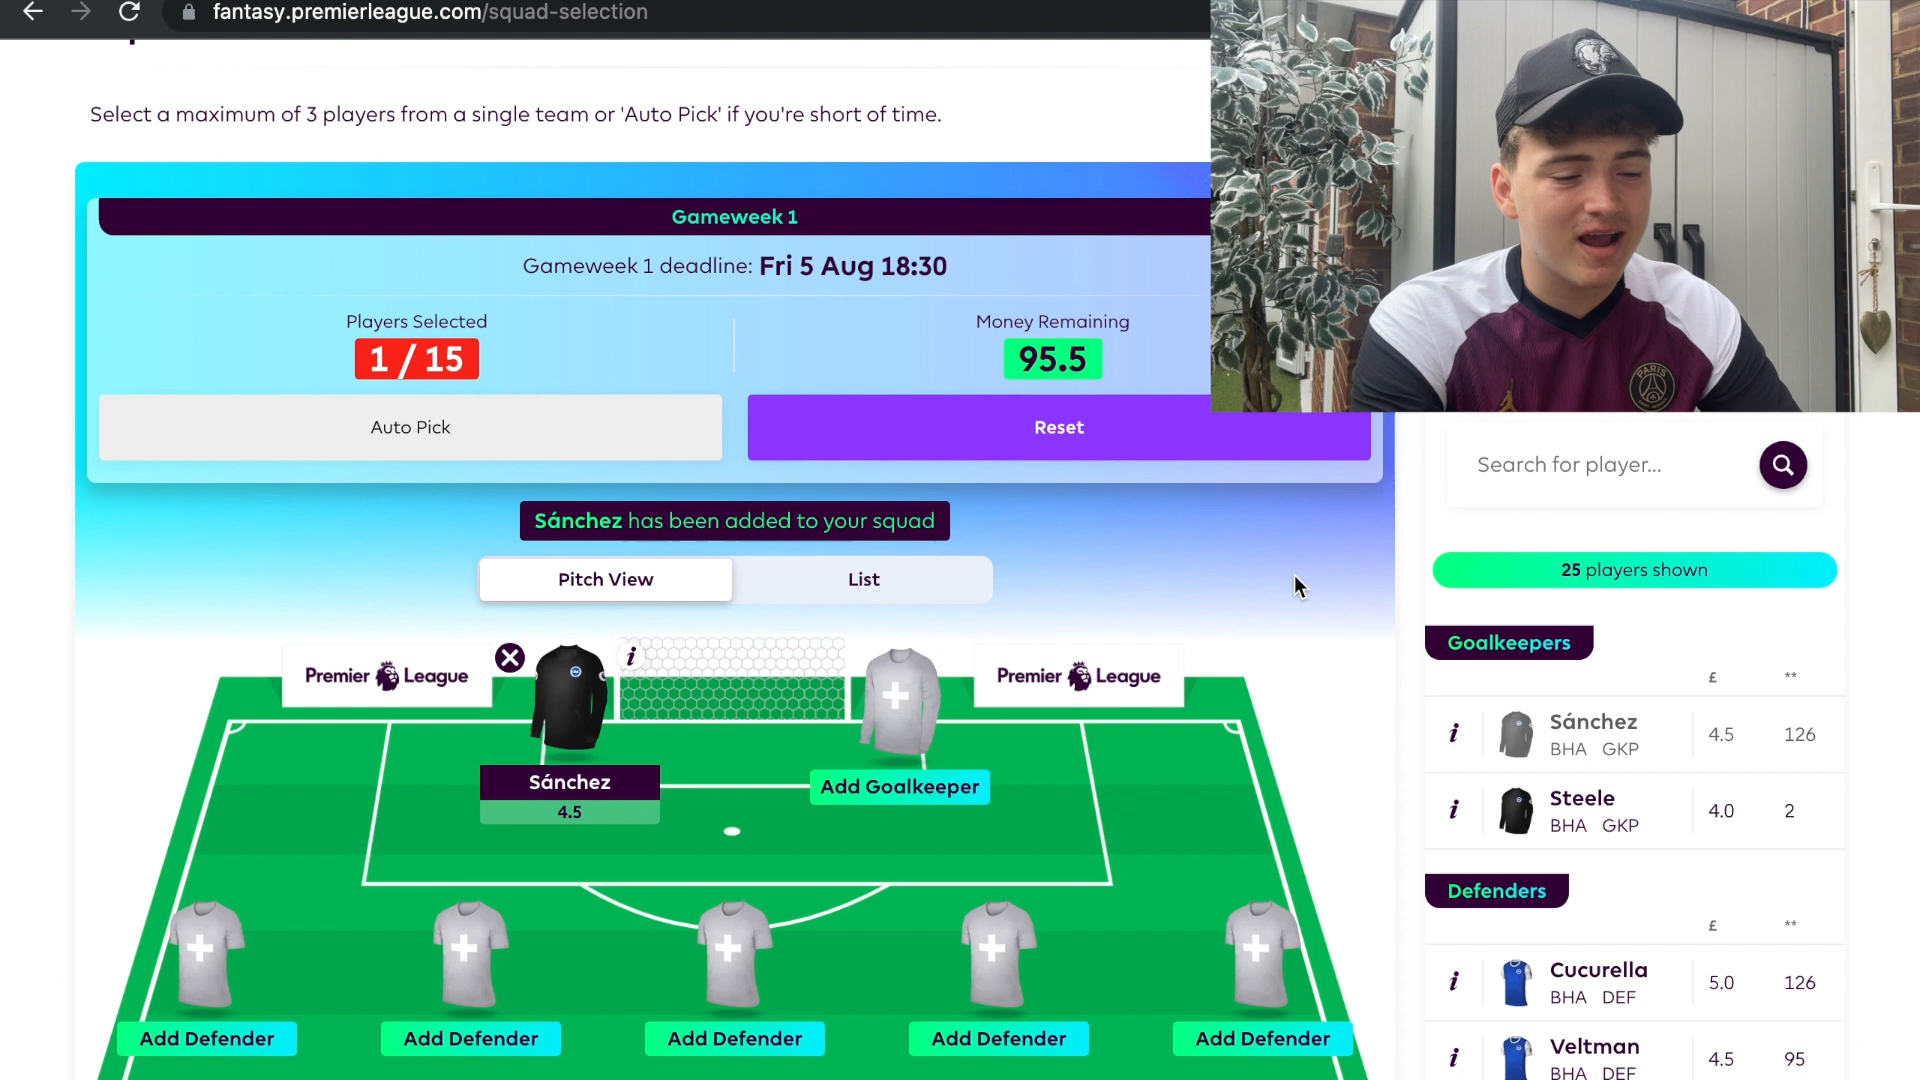 fantasy.premierleague.com/squad-selection
Select a maximum of 3 players from a single team or 'Auto Pick' if you're short of time.
Gameweek 1
Gameweek 1 deadline: Fri 5 Aug 18:30
Players Selected
Money Remaining
1 / 15
95.5
Auto Pick
Reset
PARIS
Search for player...
Sánchez has been added to your squad
25 players shown
Pitch View
List
Goalkeepers
Premier League
Premier League
£ **
Sánchez
BHA GKP
4.5 126
Sánchez
4.5
Add Goalkeeper
Steele
BHA GKP
4.0 2
Defenders
£ **
Cucurella
BHA DEF
5.0 126
Add Defender
Add Defender
Add Defender
Add Defender
Add Defender
Veltman
BHA DEF
4.5 95